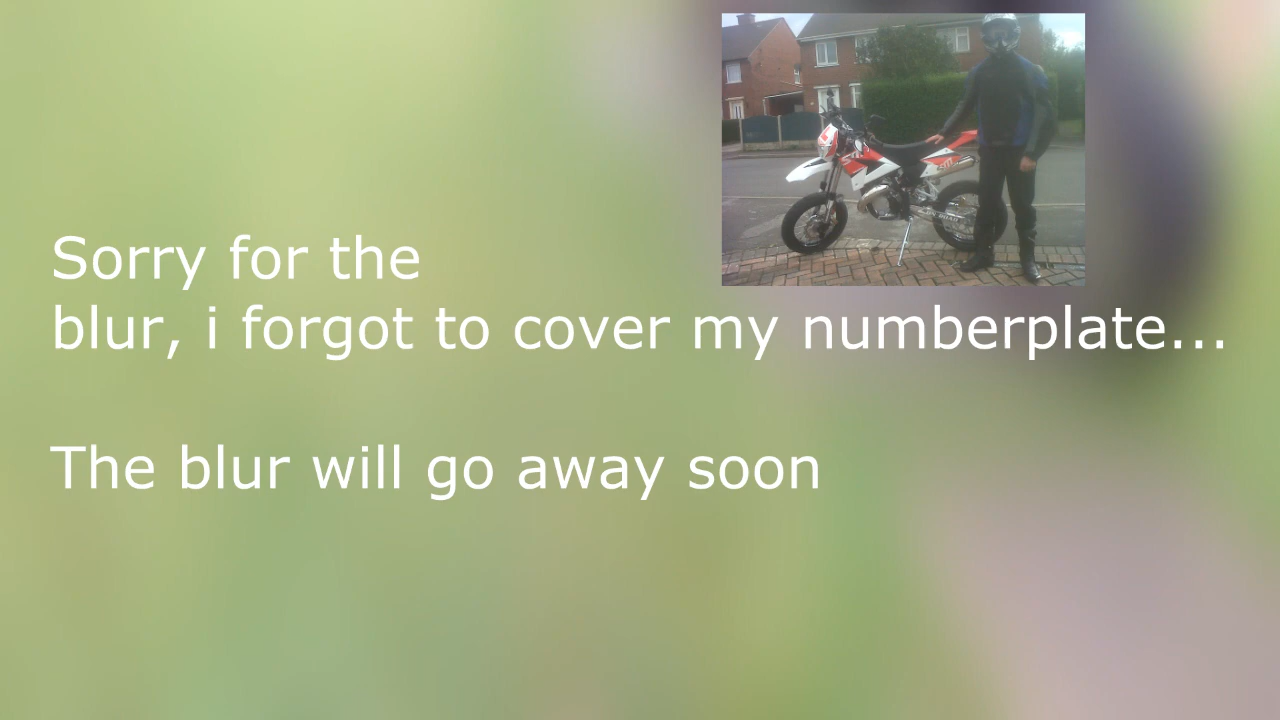 Sorry for the
blur, i forgot to cover my numberplate...
The blur will go away soon